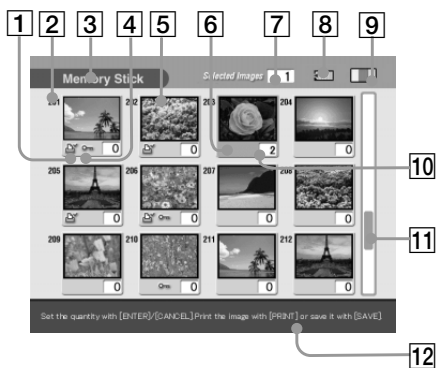 1 2 3 4 5 6 7 8 9
Memory Stick
Selected Images 1
201 202 203 204
0 0 2 0
10
205 206 207 208
0 0 0 0
11
209 210 211 212
0 0 0 0
Set the quantity with [ENTER]/[CANCEL].Print the image with [PRINT] or save it with [SAVE].
12